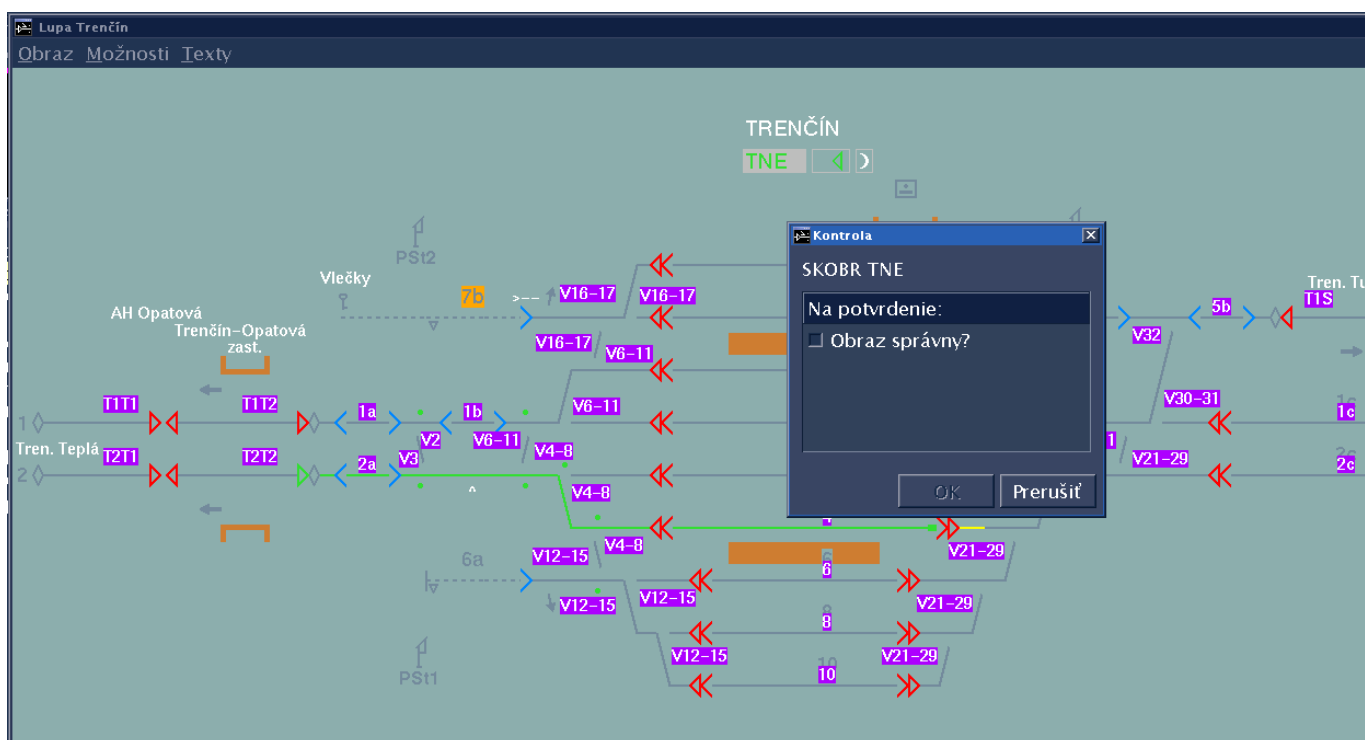 Lupa Trenčín
Obraz Možnosti Texty
TRENČÍN
TNE
PSt2
Vlečky
7b
>--
V16-17
V16-17
V16-17
V6-11
AH Opatová
Trenčín-Opatová
zast.
Kontrola
SKOBR TNE
Na potvrdenie:
Obraz správny?
OK
Prerušiť
T1S
5b
V32
1
T1T1
T1T2
1a
1b
V6-11
V2
V6-11
V30-31
1c
Tren. Teplá
2
T2T1
T2T2
2a
V3
V4-8
V4-8
V21-29
2c
V4-8
V12-15
V21-29
6a
6
V12-15
V12-15
V21-29
8
V12-15
V21-29
10
PSt1